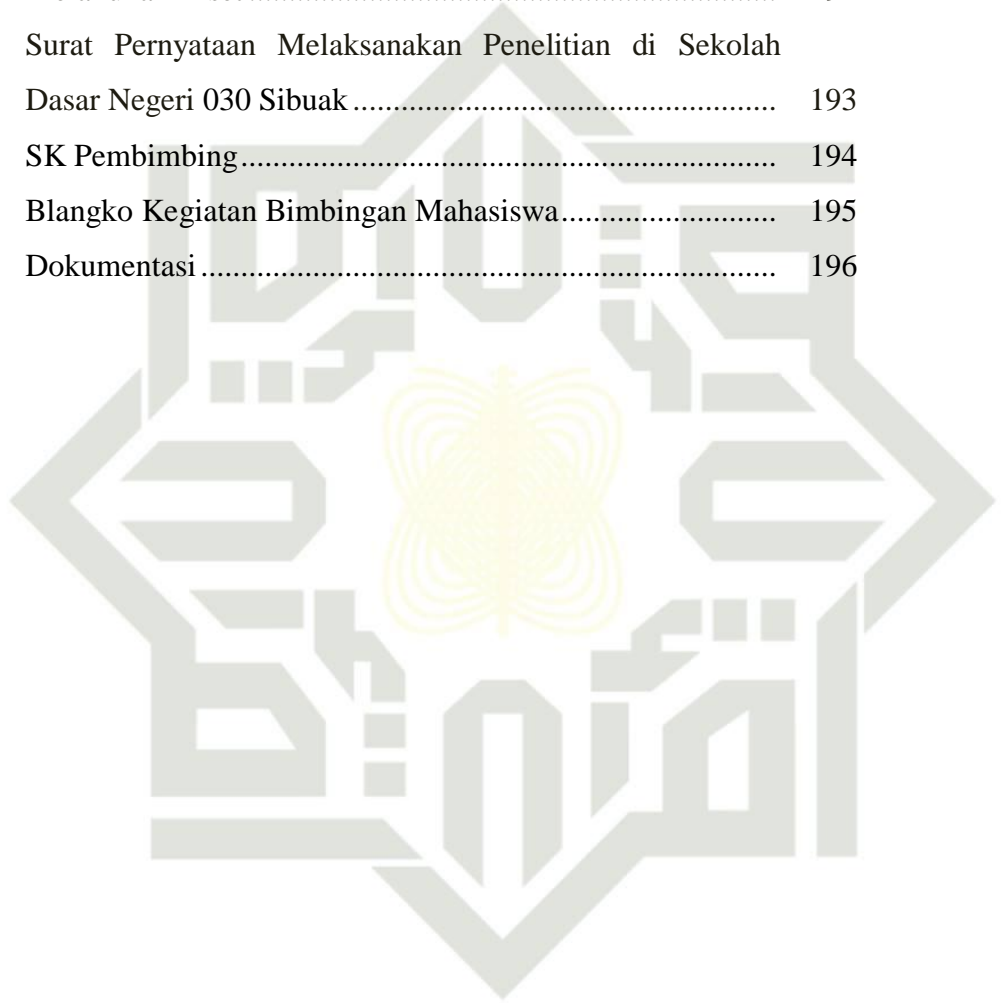 Surat Pernyataan Melaksanakan Penelitian di Sekolah
Dasar Negeri 030 Sibuak ..................................................... 193
SK Pembimbing ................................................................... 194
Blangko Kegiatan Bimbingan Mahasiswa ........................... 195
Dokumentasi ........................................................................ 196